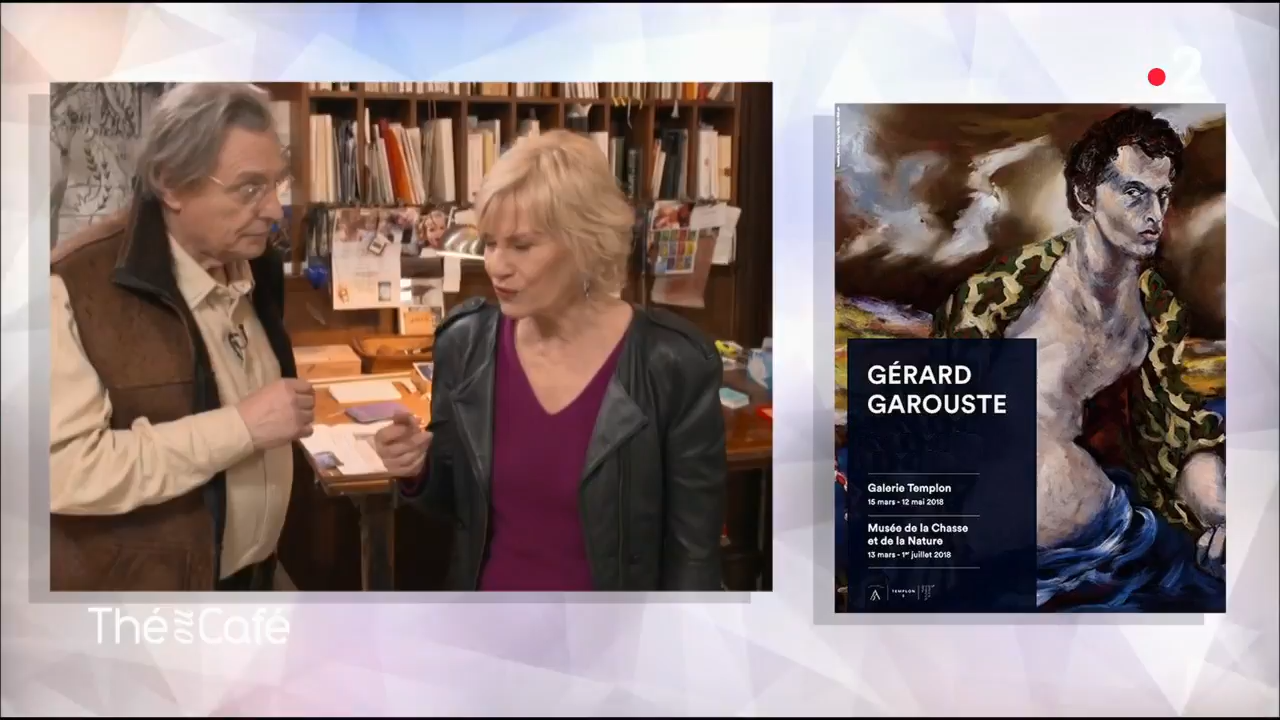 2
GÉRARD
GAROUSTE
Galerie Templon
15 mars - 12 mai 2018
Musée de la Chasse
et de la Nature
13 mars - 1er juillet 2018
TEMPLON
Thé ou Café